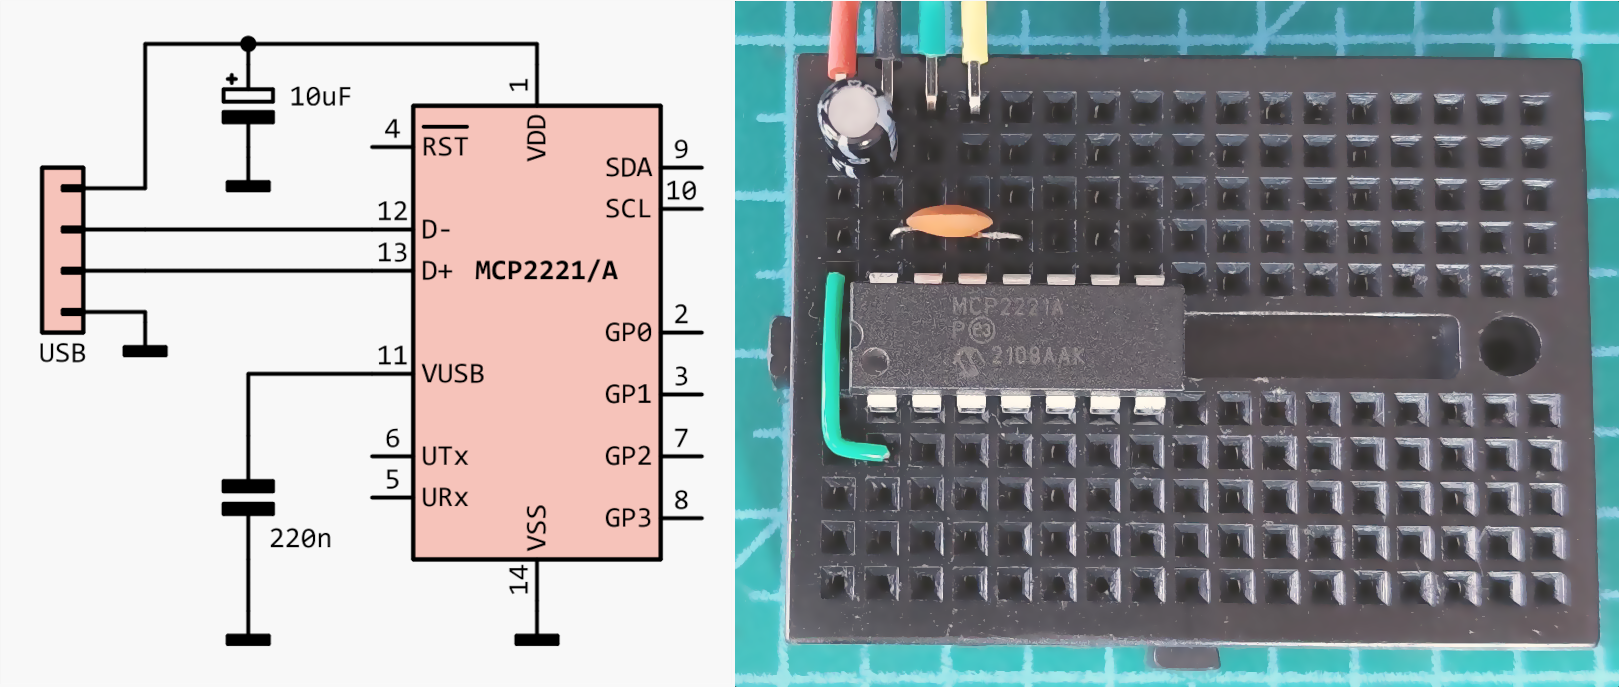 10uF
+
1
4
RST
VDD
SDA
9
10
SCL
12
D-
13
D+
MCP2221/A
2
GP0
USB
11
VUSB
3
GP1
6
UTx
7
GP2
5
URx
8
GP3
VSS
220n
14
MCP2221A
P e3
2108AAK